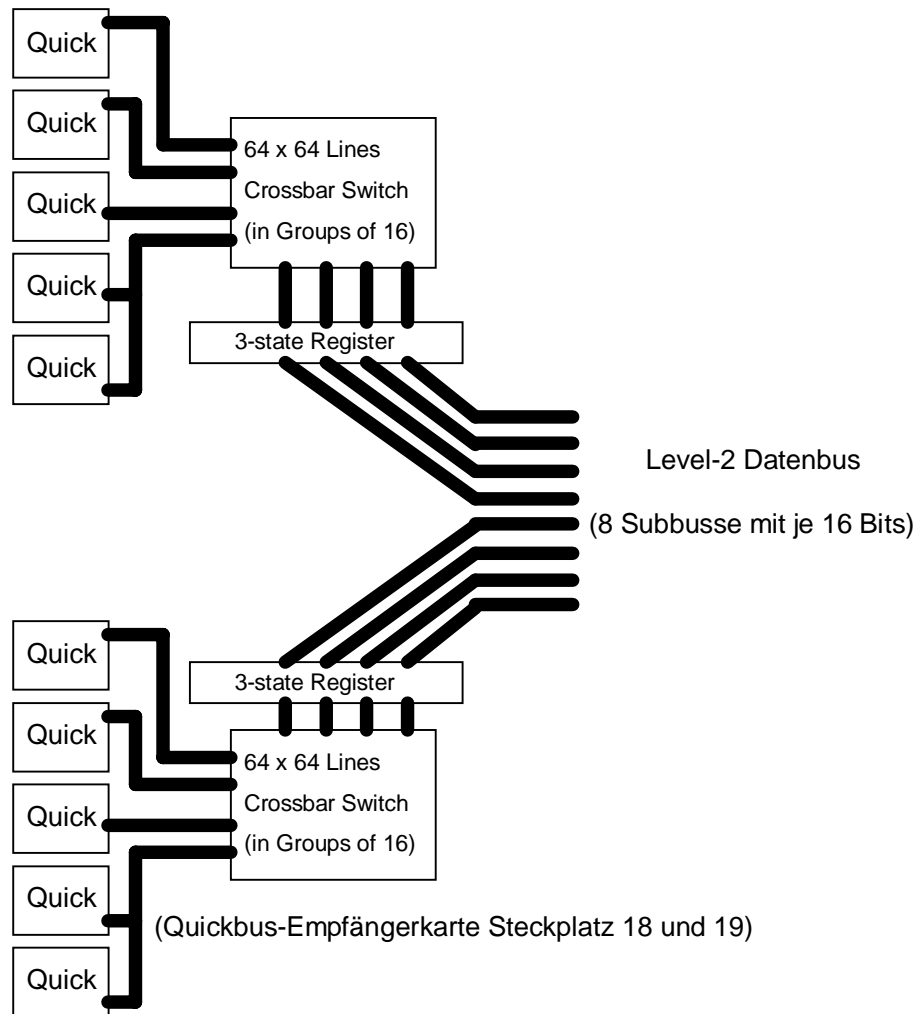 Quick
Quick
Quick
Quick
Quick
64 x 64 Lines
Crossbar Switch
(in Groups of 16)
3-state Register
Level-2 Datenbus
(8 Subbusse mit je 16 Bits)
Quick
Quick
Quick
Quick
Quick
3-state Register
64 x 64 Lines
Crossbar Switch
(in Groups of 16)
(Quickbus-Empfängerkarte Steckplatz 18 und 19)